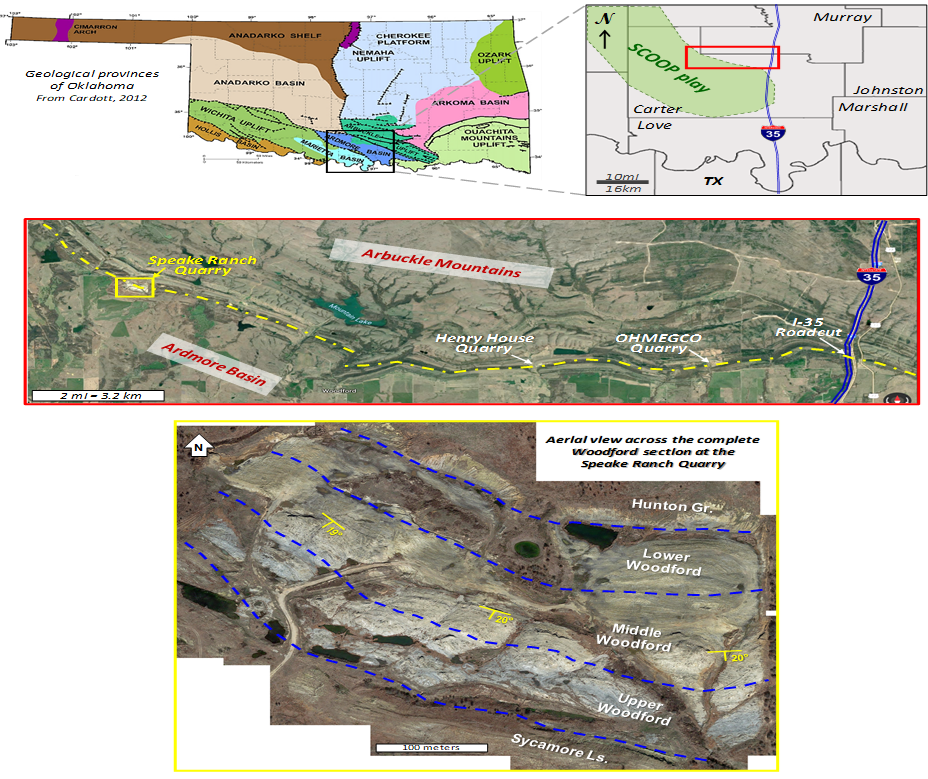 CIMARRON
ARCH
ANADARKO SHELF
CHEROKEE
PLATFORM
NEMAHA
UPLIFT
OZARK
UPLIFT
Geological provinces
of Oklahoma
From Cardott, 2012
ANADARKO BASIN
ARKOMA BASIN
WICHITA UPLIFT
HOLLIS BASIN
ARDMORE BASIN
MARIETTA BASIN
OUACHITA
MOUNTAINS
UPLIFT
N
Murray
SCOOP play
Johnston
Marshall
Carter
Love
35
TX
10mi
16km
Arbuckle Mountains
Speake Ranch
Quarry
35
I-35
Roadcut
Mountain Lake
Henry House
Quarry
OHMEGCO
Quarry
Ardmore Basin
Woodford
2 mi = 3.2 km
N
Aerial view across the complete
Woodford section at the
Speake Ranch Quarry
Hunton Gr.
19°
Lower
Woodford
20°
Middle
Woodford
20°
Upper
Woodford
Sycamore Ls.
100 meters